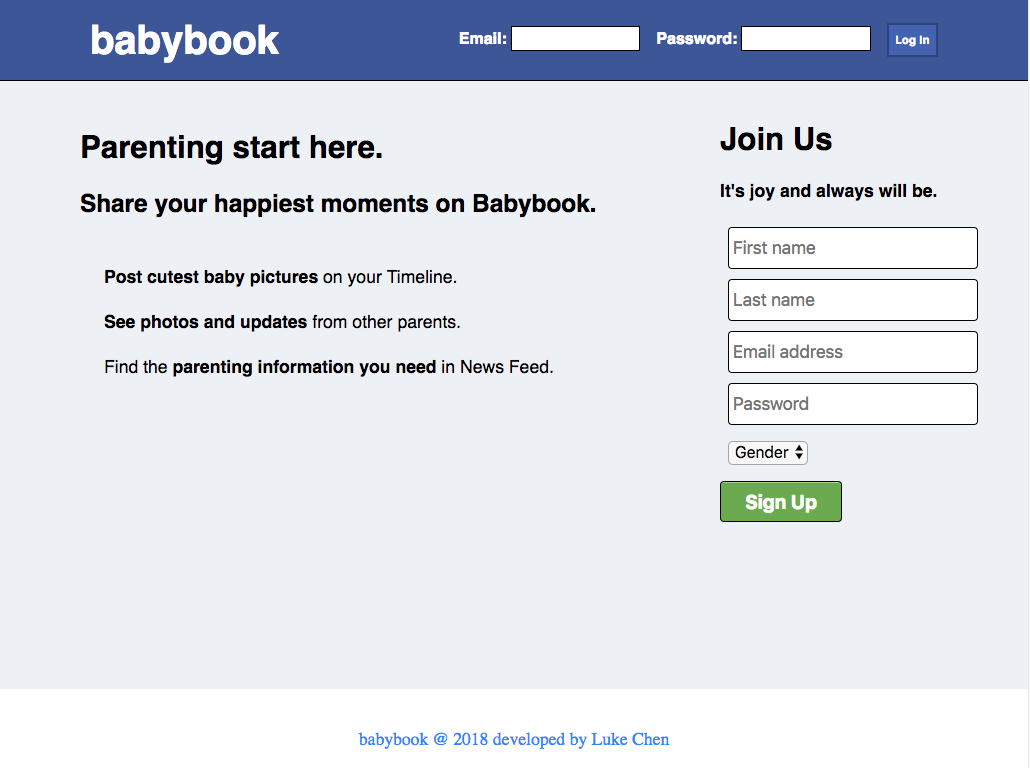 babybook
Email:
Password:
Log In
Parenting start here.
Share your happiest moments on Babybook.
Post cutest baby pictures on your Timeline.
See photos and updates from other parents.
Find the parenting information you need in News Feed.
Join Us
It's joy and always will be.
First name
Last name
Email address
Password
Gender
Sign Up
babybook @ 2018 developed by Luke Chen